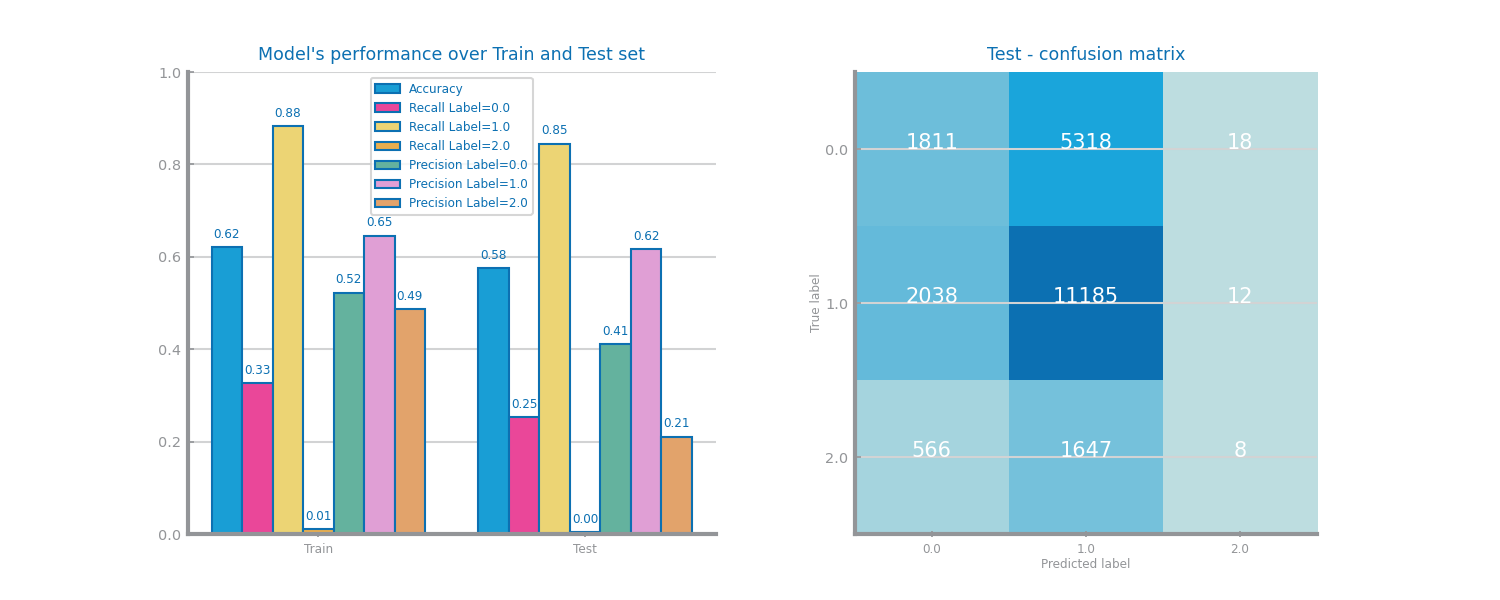 Model's performance over Train and Test set
1.0
0.8
0.6
0.4
0.2
0.0
Accuracy
Recall Label=0.0
Recall Label=1.0
Recall Label=2.0
Precision Label=0.0
Precision Label=1.0
Precision Label=2.0
0.62
0.33
0.88
0.01
0.52
0.65
0.49
0.58
0.25
0.85
0.00
0.41
0.62
0.21
Train
Test
Test - confusion matrix
True label
0.0
1811 5318 18
1.0
2038 11185 12
2.0
566 1647 8
0.0 1.0 2.0
Predicted label